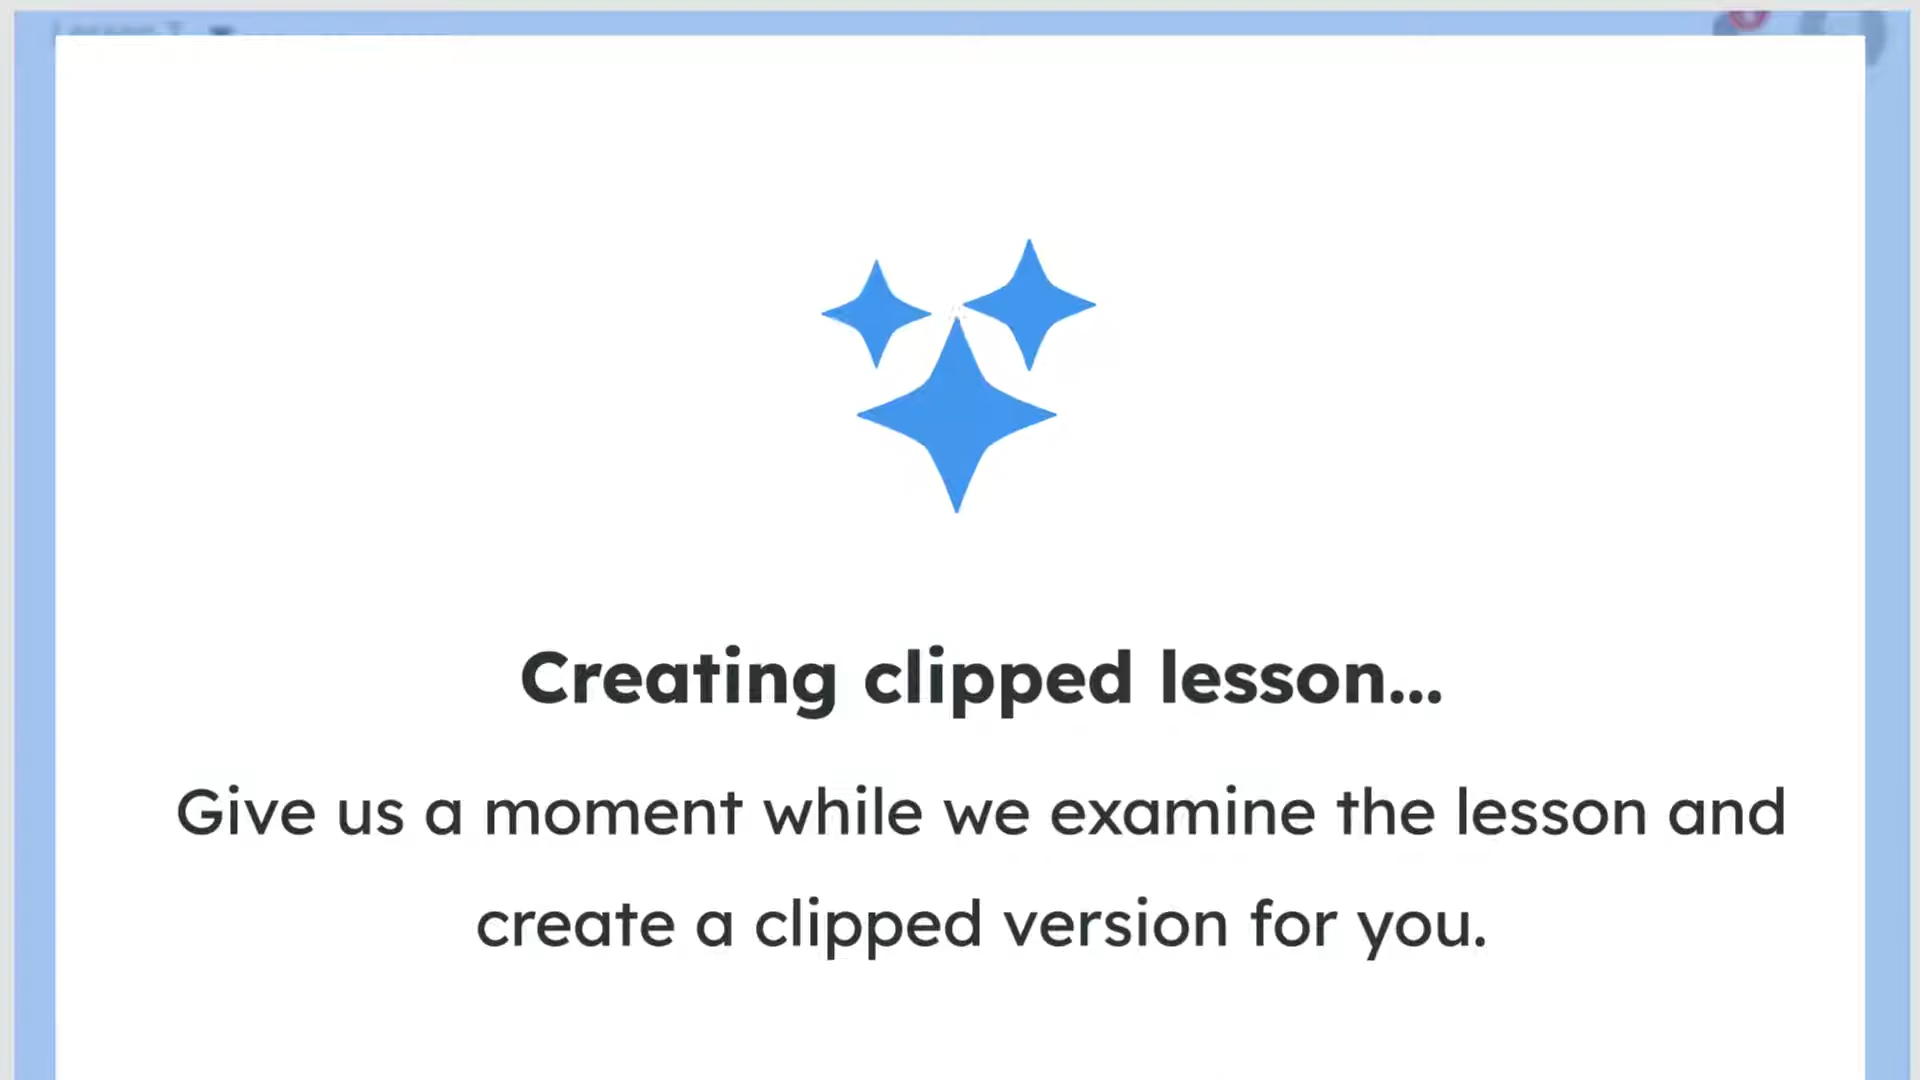 Creating clipped lesson...
Give us a moment while we examine the lesson and
create a clipped version for you.